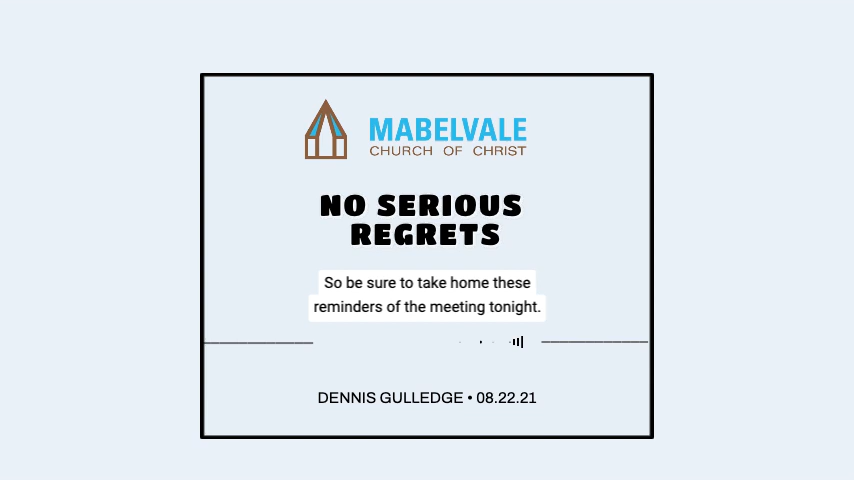 MABELVALE
CHURCH OF CHRIST
NO SERIOUS
REGRETS
So be sure to take home these
reminders of the meeting tonight.
DENNIS GULLEDGE • 08.22.21